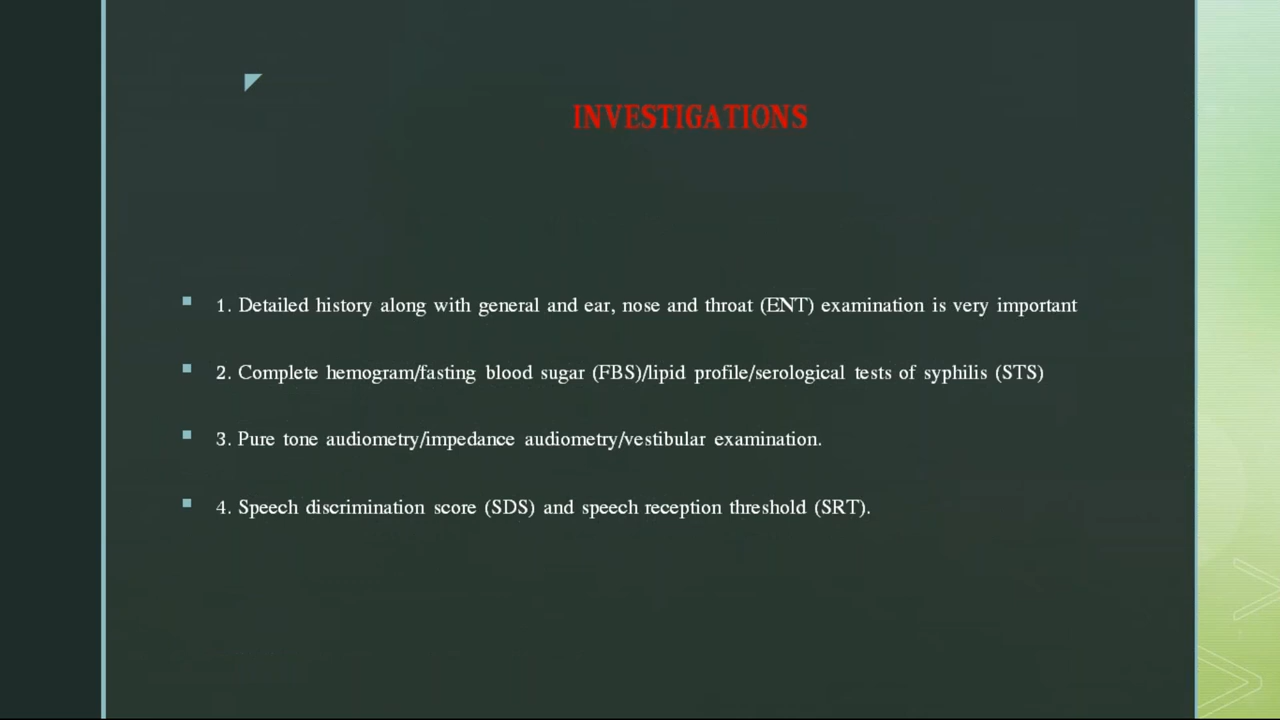 INVESTIGATIONS
1. Detailed history along with general and ear, nose and throat (ENT) examination is very important
2. Complete hemogram/fasting blood sugar (FBS)/lipid profile/serological tests of syphilis (STS)
3. Pure tone audiometry/impedance audiometry/vestibular examination.
4. Speech discrimination score (SDS) and speech reception threshold (SRT).